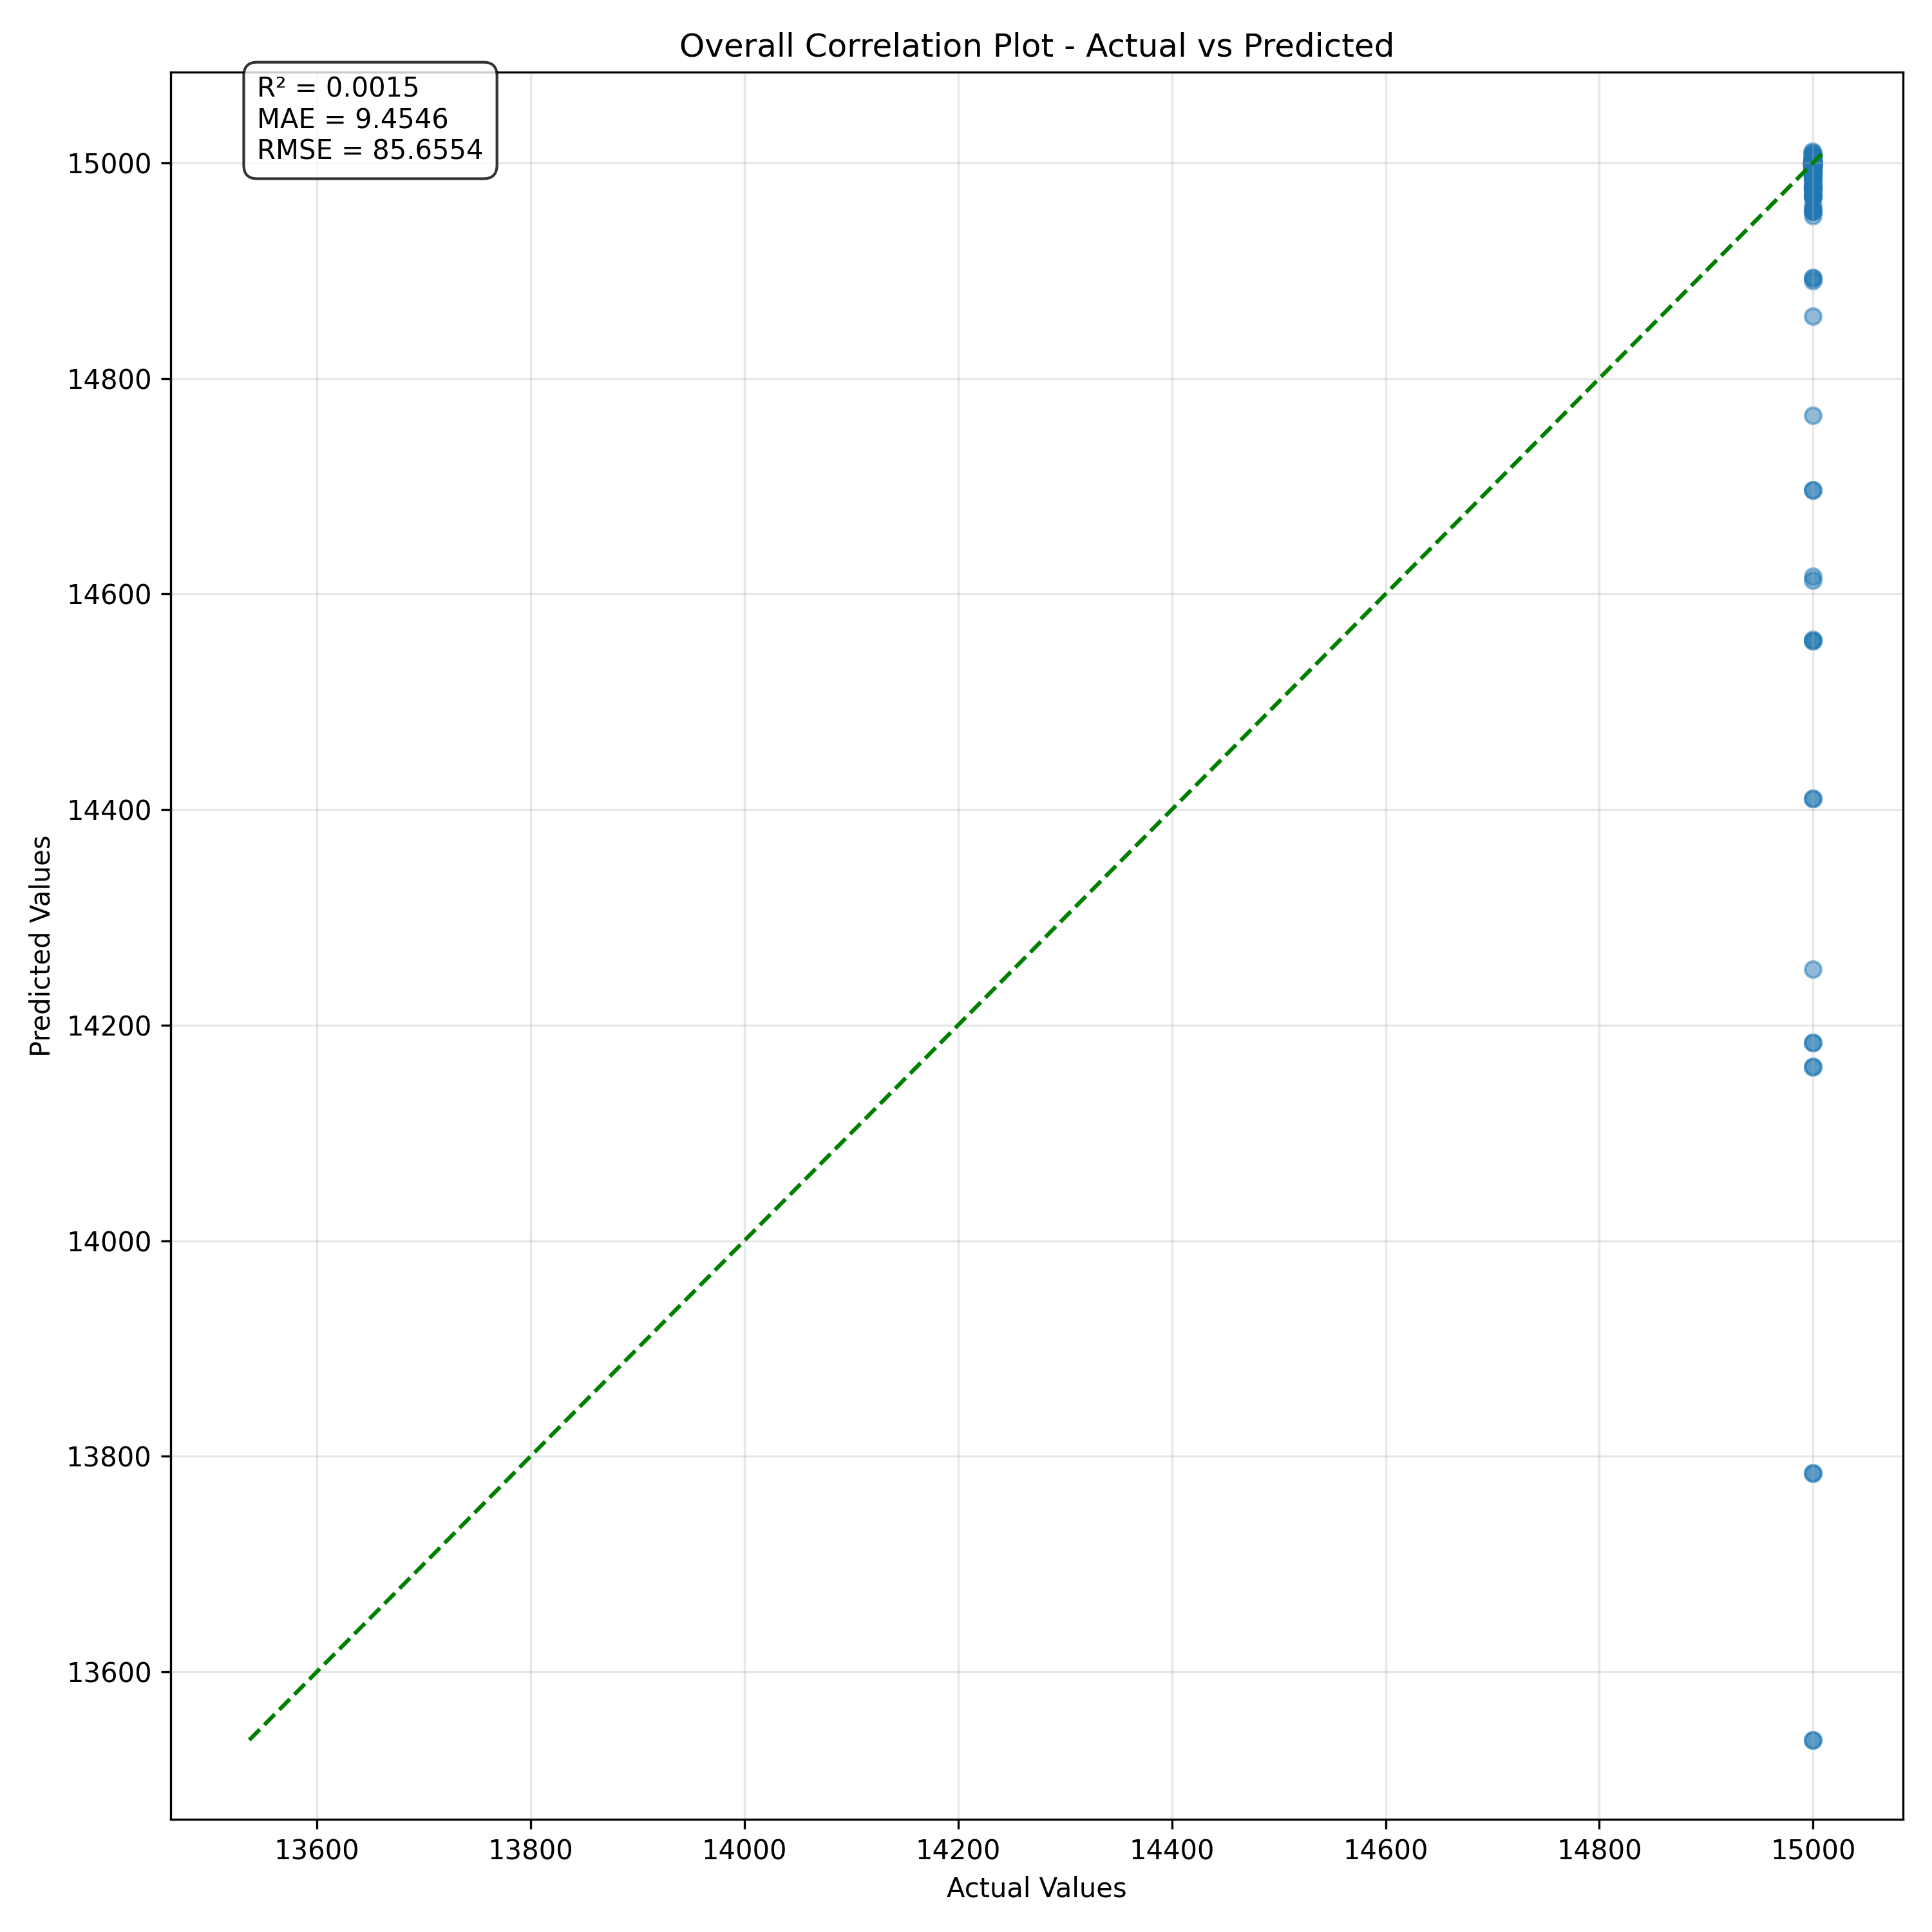 Overall Correlation Plot - Actual vs Predicted
R² = 0.0015
MAE = 9.4546
RMSE = 85.6554
15000
14800
14600
14400
14200
14000
13800
13600
Predicted Values
13600 13800 14000 14200 14400 14600 14800 15000
Actual Values